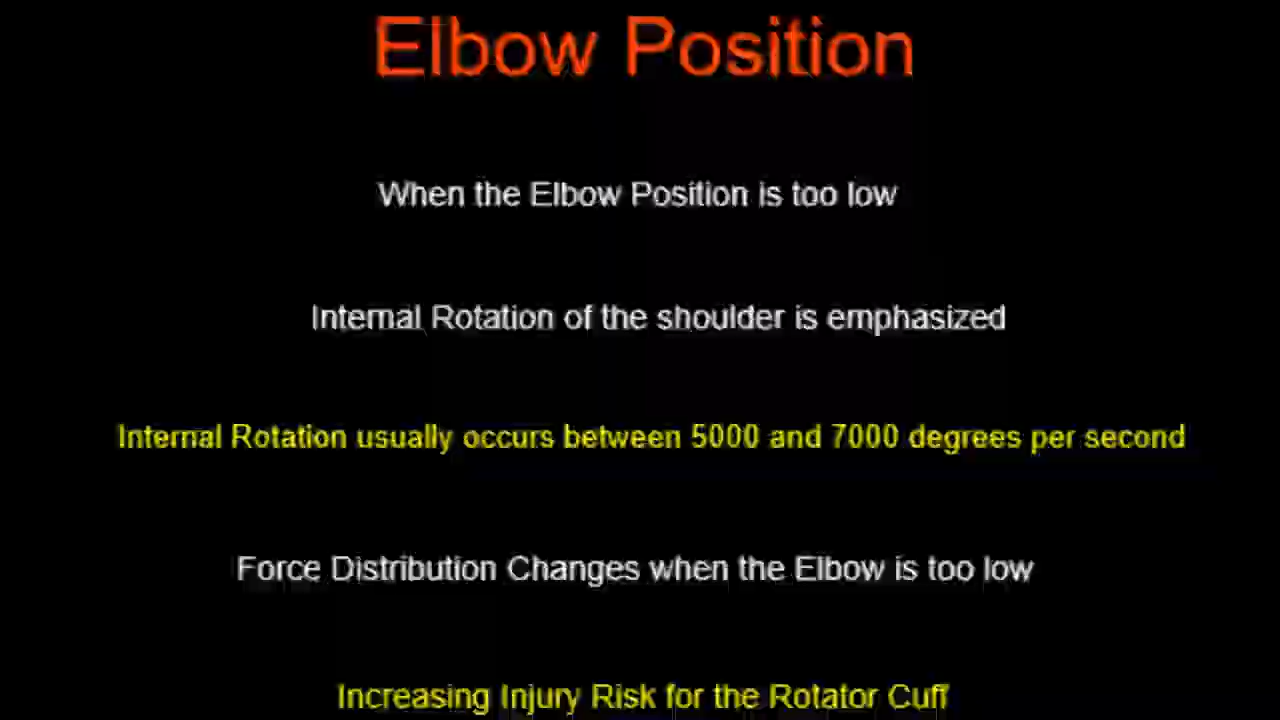 Elbow Position
When the Elbow Position is too low
Internal Rotation of the shoulder is emphasized
Internal Rotation usually occurs between 5000 and 7000 degrees per second
Force Distribution Changes when the Elbow is too low
Increasing Injury Risk for the Rotator Cuff